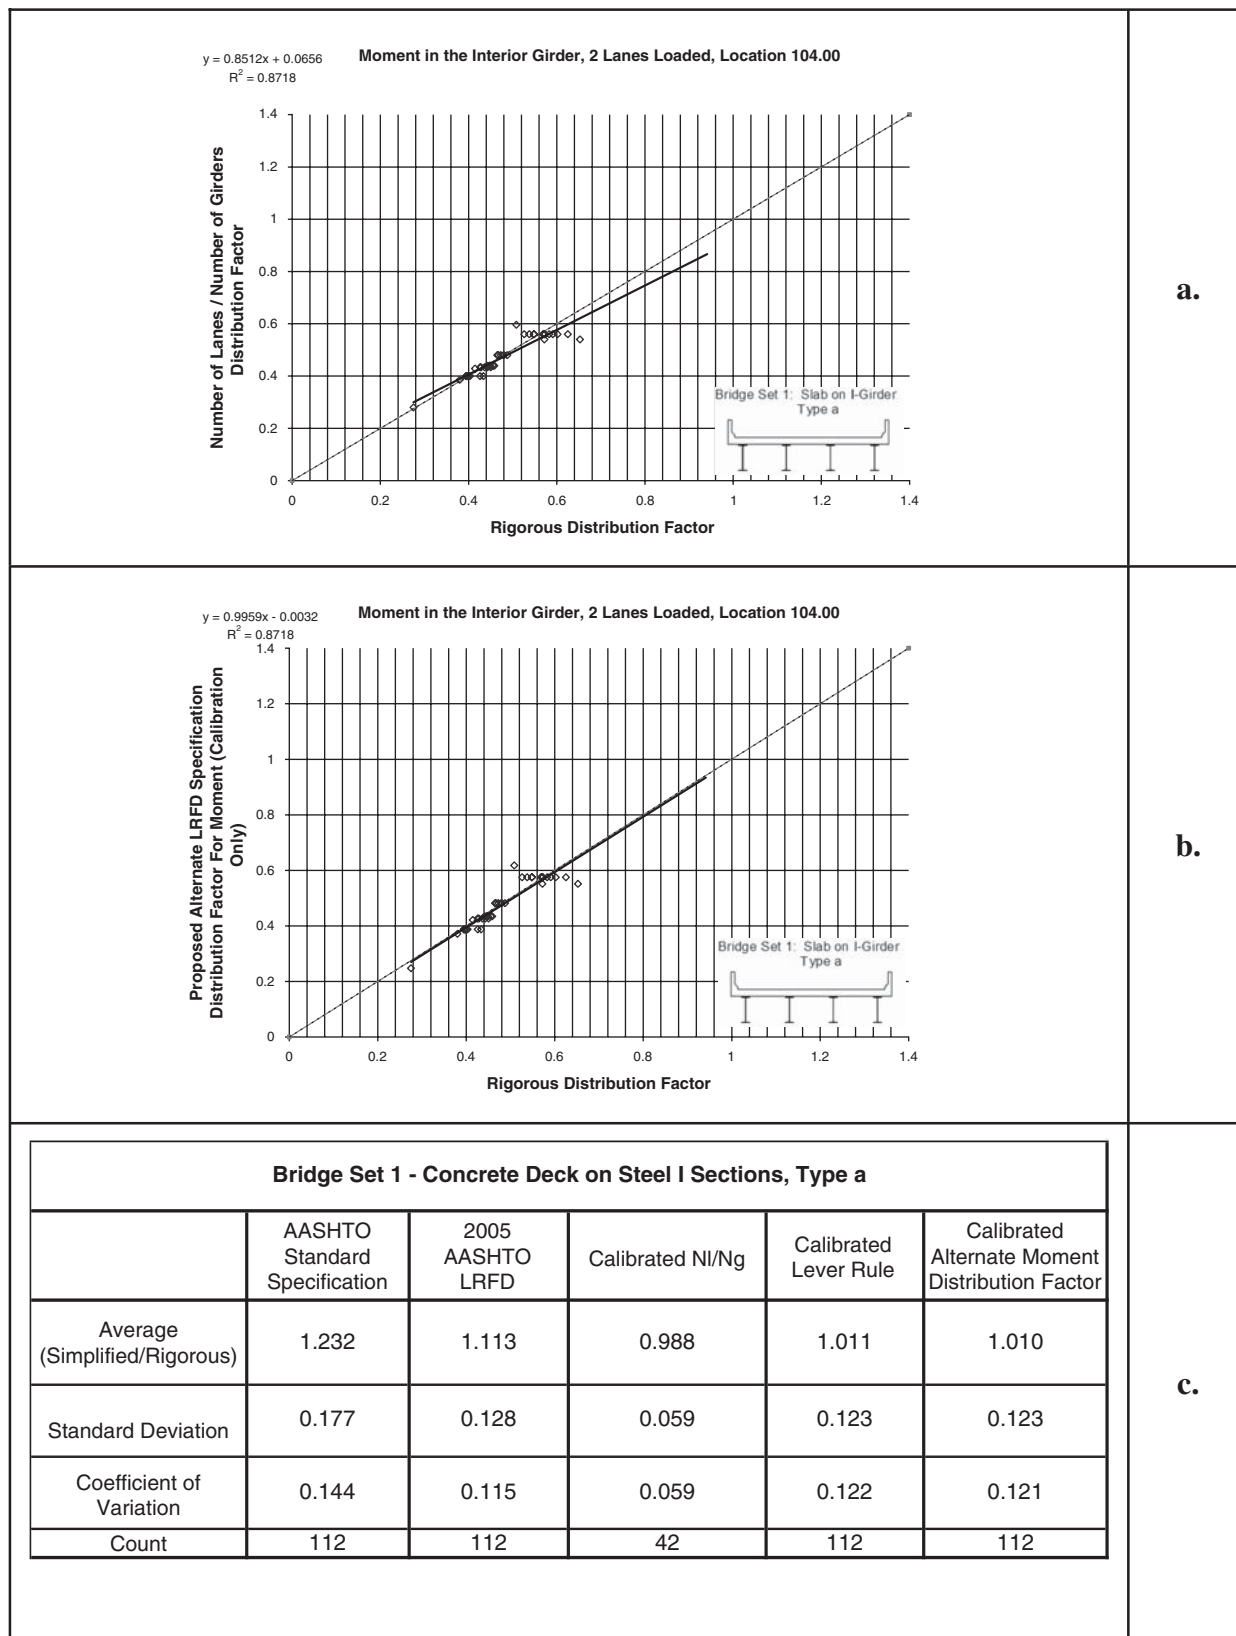 y = 0.8512x + 0.0656
R² = 0.8718
Moment in the Interior Girder, 2 Lanes Loaded, Location 104.00
Number of Lanes / Number of Girders
Distribution Factor
1.4
1.2
1
0.8
0.6
0.4
0.2
0
0 0.2 0.4 0.6 0.8 1 1.2 1.4
Rigorous Distribution Factor
Bridge Set 1: Slab on I-Girder
Type a
a.
y = 0.9959x - 0.0032
R² = 0.8718
Moment in the Interior Girder, 2 Lanes Loaded, Location 104.00
Proposed Alternate LRFD Specification
Distribution Factor For Moment (Calibration
Only)
1.4
1.2
1
0.8
0.6
0.4
0.2
0
0 0.2 0.4 0.6 0.8 1 1.2 1.4
Rigorous Distribution Factor
Bridge Set 1: Slab on I-Girder
Type a
b.
Bridge Set 1 - Concrete Deck on Steel I Sections, Type a
AASHTO
Standard
Specification
2005
AASHTO
LRFD
Calibrated Nl/Ng
Calibrated
Lever Rule
Calibrated
Alternate Moment
Distribution Factor
Average
(Simplified/Rigorous)
1.232 1.113 0.988 1.011 1.010
Standard Deviation
0.177 0.128 0.059 0.123 0.123
Coefficient of
Variation
0.144 0.115 0.059 0.122 0.121
Count 112 112 42 112 112
c.